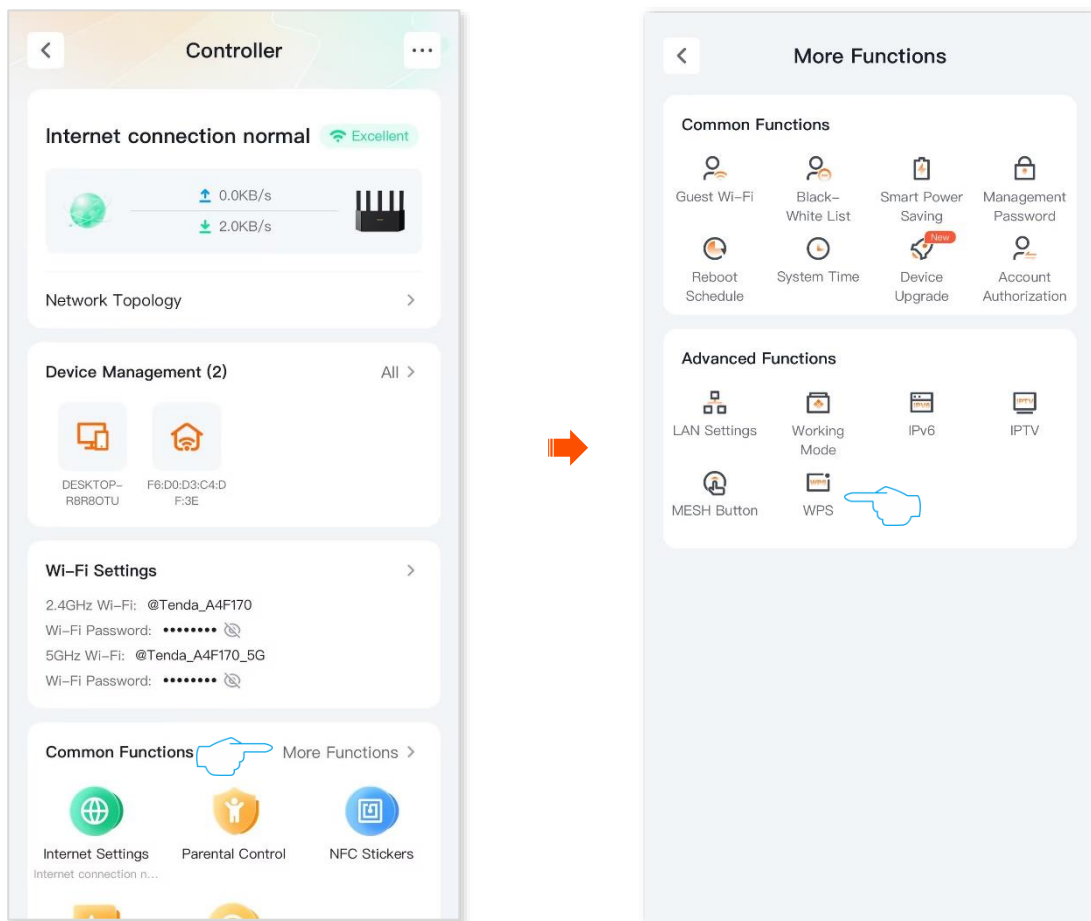 Controller
Internet connection normal
Excellent
0.0KB/s
2.0KB/s
Network Topology
Device Management (2)
All
DESKTOP-
R8R8OTU
F6:D0:D3:C4:D
F:3E
Wi-Fi Settings
2.4GHz Wi-Fi: @Tenda_A4F170
Wi-Fi Password: ••••••••
5GHz Wi-Fi: @Tenda_A4F170_5G
Wi-Fi Password: ••••••••
Common Functions
More Functions
Internet Settings
Internet connection n...
Parental Control
NFC Stickers
More Functions
Common Functions
Guest Wi-Fi
Black-
White List
Smart Power
Saving
Management
Password
Reboot
Schedule
System Time
New
Device
Upgrade
Account
Authorization
Advanced Functions
LAN Settings
Working
Mode
IPV6
IPv6
IPTV
IPTV
MESH Button
WPS
WPS